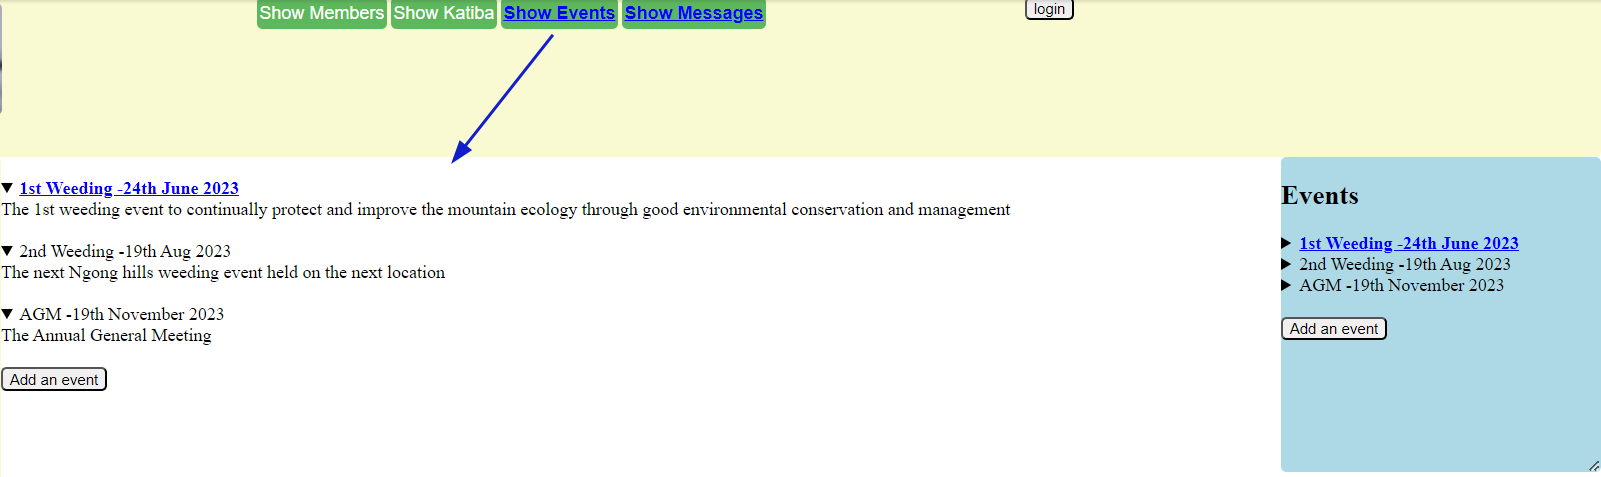 Show Members Show Katiba Show Events Show Messages login
1st Weeding -24th June 2023
The 1st weeding event to continually protect and improve the mountain ecology through good environmental conservation and management
2nd Weeding -19th Aug 2023
The next Ngong hills weeding event held on the next location
AGM -19th November 2023
The Annual General Meeting
Add an event
Events
1st Weeding -24th June 2023
2nd Weeding -19th Aug 2023
AGM -19th November 2023
Add an event